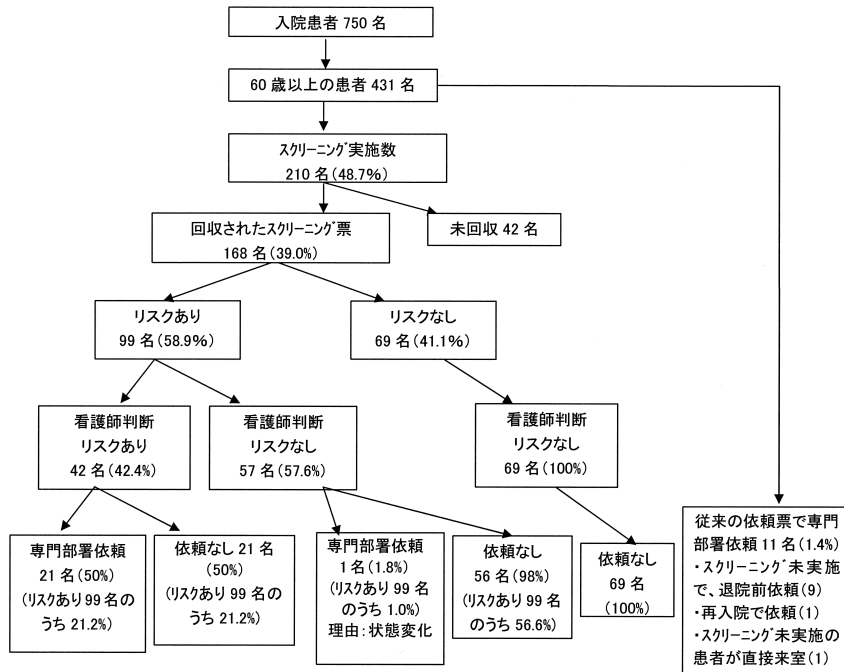 入院患者 750 名
60 歳以上の患者 431 名
ｽｸﾘｰﾆﾝｸﾞ実施数
210 名(48.7%)
回収されたｽｸﾘｰﾆﾝｸﾞ票
168 名(39.0%)
未回収 42 名
リスクあり
99 名(58.9%)
リスクなし
69 名(41.1%)
看護師判断
リスクあり
42 名(42.4%)
看護師判断
リスクなし
57 名(57.6%)
看護師判断
リスクなし
69 名(100%)
専門部署依頼
21 名(50%)
(ﾘｽｸあり 99 名の
うち 21.2%)
依頼なし 21 名
(50%)
(ﾘｽｸあり 99 名の
うち 21.2%)
専門部署依頼
1 名(1.8%)
(ﾘｽｸあり 99 名
のうち 1.0%)
理由:状態変化
依頼なし
56 名(98%)
(ﾘｽｸあり 99 名
のうち 56.6%)
依頼なし
69 名
(100%)
従来の依頼票で専門
部署依頼 11 名(1.4%)
・ｽｸﾘｰﾆﾝｸﾞ未実施
で、退院前依頼(9)
・再入院で依頼(1)
・ｽｸﾘｰﾆﾝｸﾞ未実施の
患者が直接来室(1)